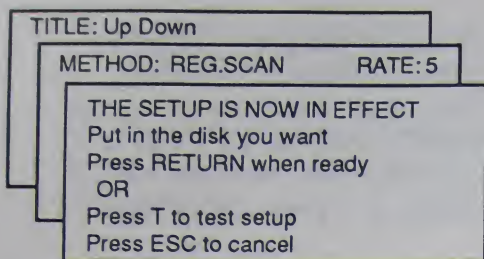 TITLE: Up Down
METHOD: REG.SCAN RATE: 5
THE SETUP IS NOW IN EFFECT
Put in the disk you want
Press RETURN when ready
OR
Press T to test setup
Press ESC to cancel